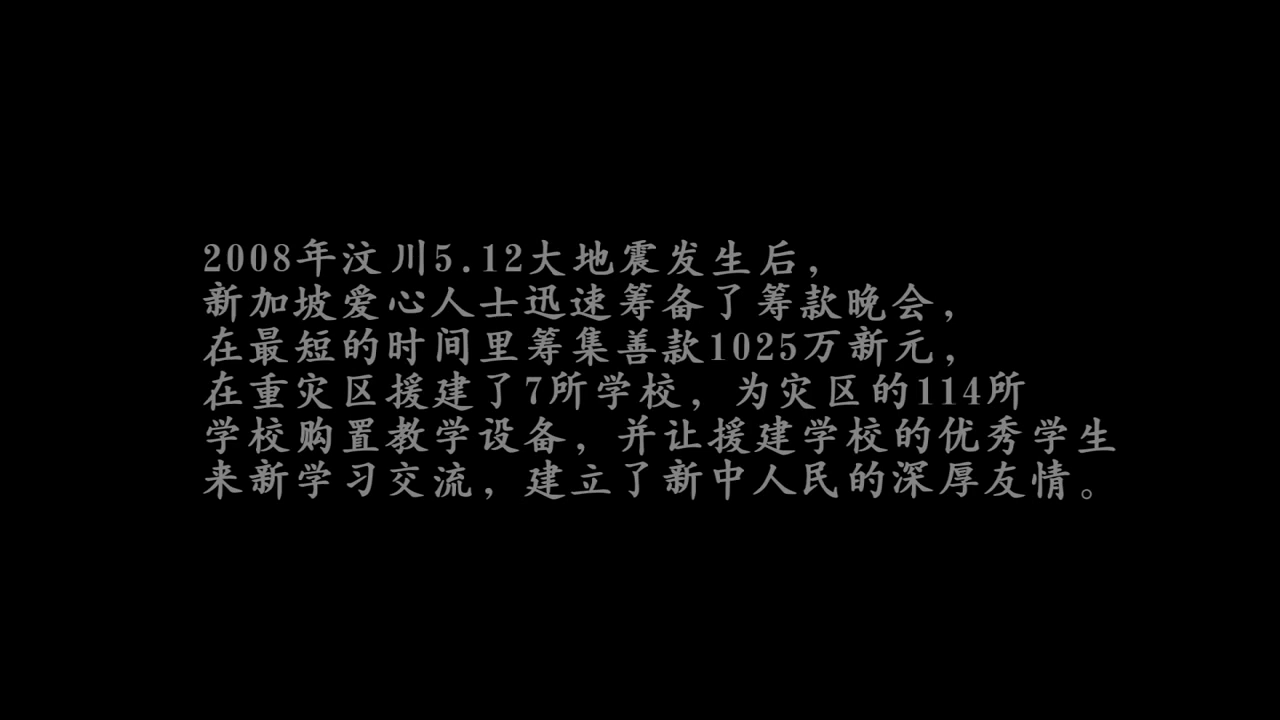 2008年汶川5.12大地震发生后，
新加坡爱心人士迅速筹备了筹款晚会，
在最短的时间里筹集善款1025万新元，
在重灾区援建了7所学校，为灾区的114所
学校购置教学设备，并让援建学校的优秀学生
来新学习交流，建立了新中人民的深厚友情。